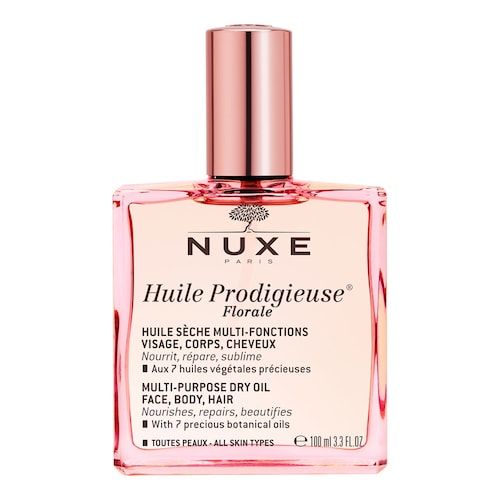 NUXE
PARIS
Huile Prodigieuse®
Florale
HUILE SÈCHE MULTI-FONCTIONS
VISAGE, CORPS, CHEVEUX
Nourrit, répare, sublime
■ Aux 7 huiles végétales précieuses
MULTI-PURPOSE DRY OIL
FACE, BODY, HAIR
Nourishes, repairs, beautifies
■ With 7 precious botanical oils
■ TOUTES PEAUX - ALL SKIN TYPES
℮ 100 ml 3.3 FL.OZ